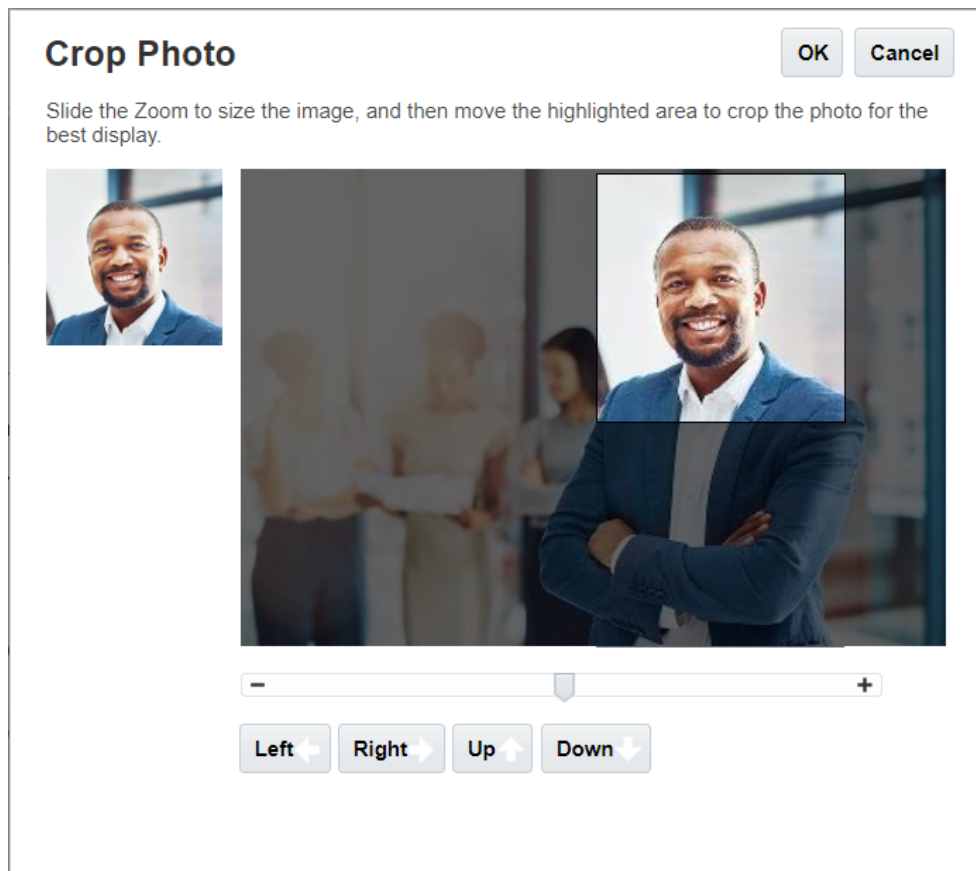 Crop Photo
OK
Cancel
Slide the Zoom to size the image, and then move the highlighted area to crop the photo for the
best display.
Left
Right
Up
Down